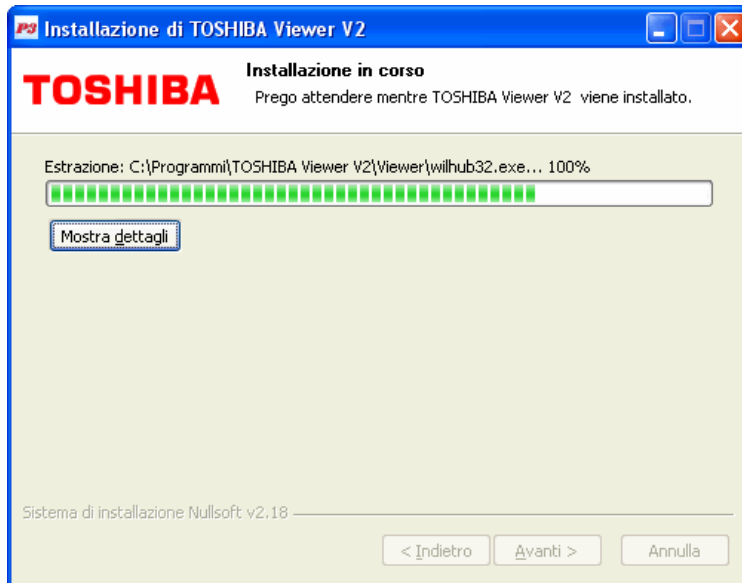 P3 Installazione di TOSHIBA Viewer V2
TOSHIBA
Installazione in corso
Prego attendere mentre TOSHIBA Viewer V2 viene installato.
Estrazione: C:\Programmi\TOSHIBA Viewer V2\Viewer\wilhub32.exe... 100%
Mostra dettagli
Sistema di installazione Nullsoft v2.18
< Indietro
Avanti >
Annulla